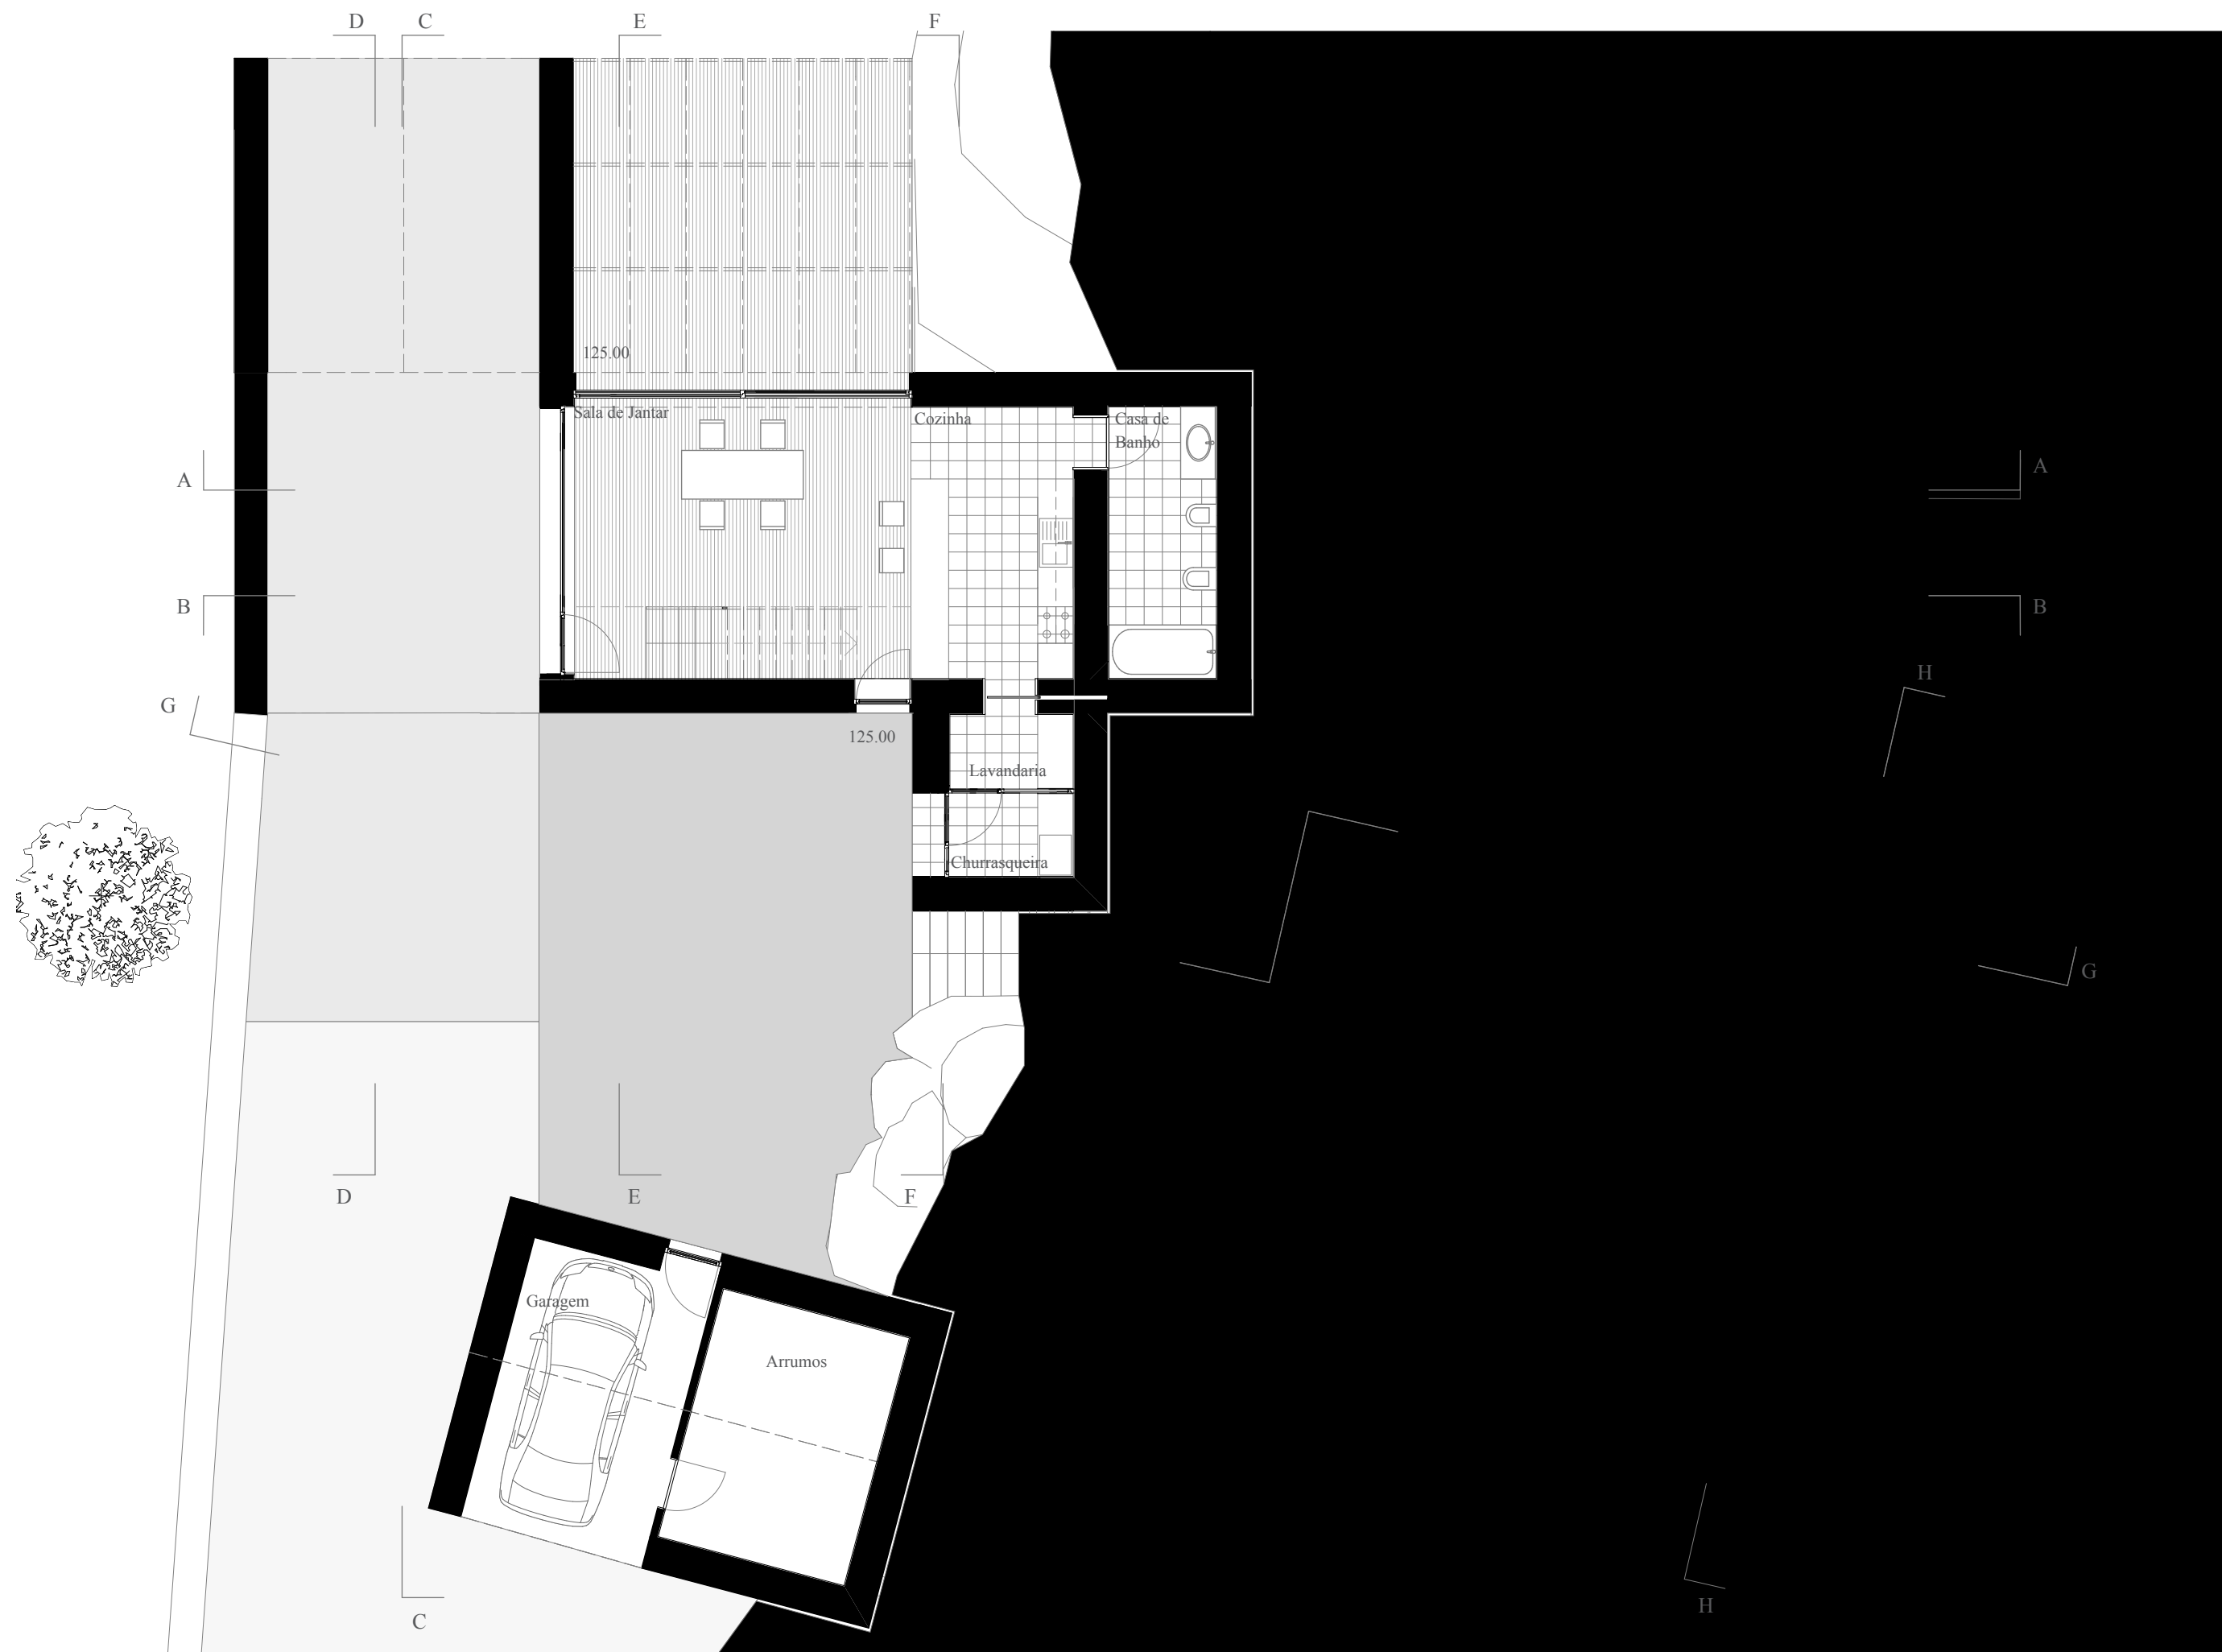 D
C
E
F
125.00
Sala de Jantar
Cozinha
Casa de
Banho
A
A
B
B
H
G
125.00
Lavandaria
Churrasqueira
G
D
E
F
Garagem
Arrumos
C
H